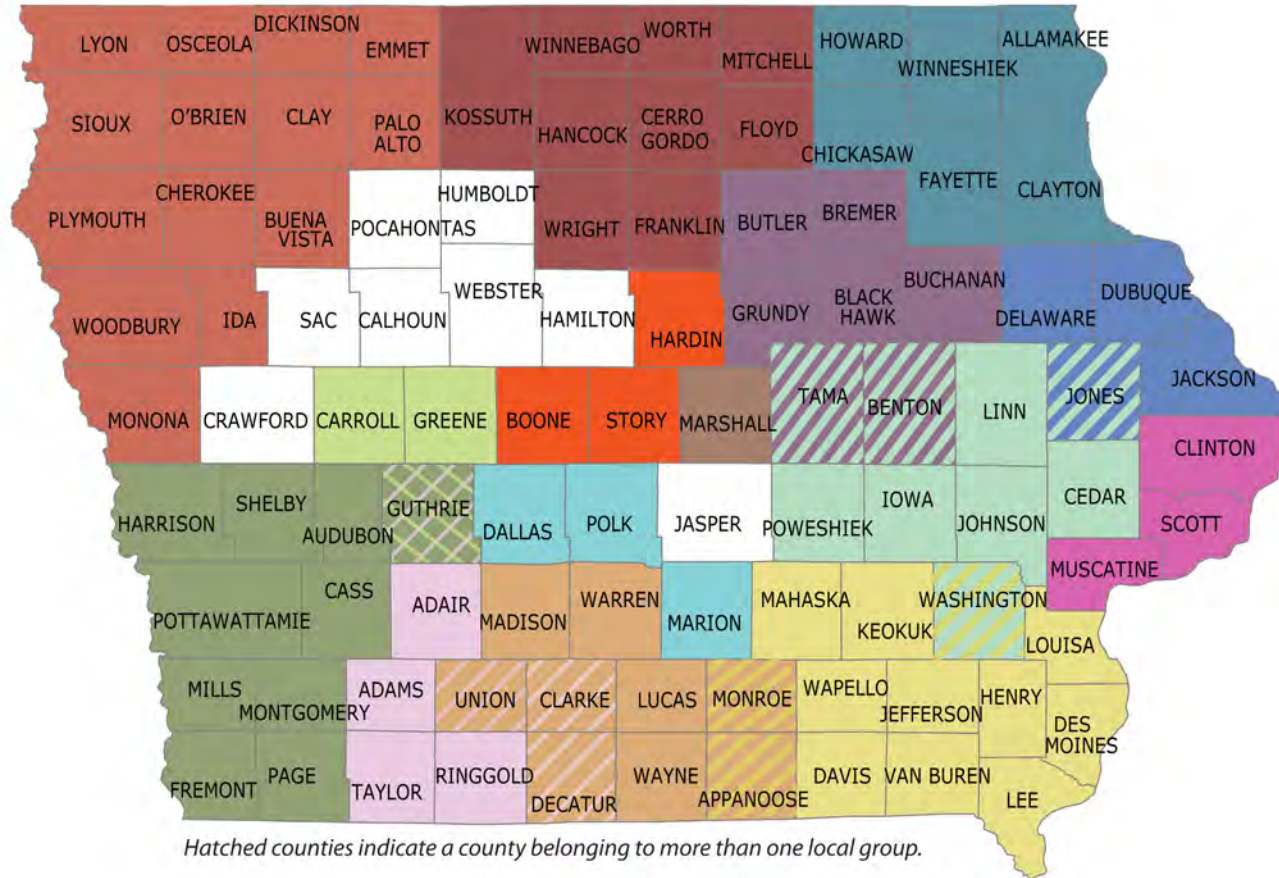 LYON
OSCEOLA
DICKINSON
EMMET
WINNEBAGO
WORTH
MITCHELL
HOWARD
WINNESHIEK
ALLAMAKEE
SIOUX
O'BRIEN
CLAY
PALO
ALTO
KOSSUTH
HANCOCK
CERRO
GORDO
FLOYD
CHICKASAW
FAYETTE
CLAYTON
PLYMOUTH
CHEROKEE
BUENA
VISTA
POCAHONTAS
HUMBOLDT
WRIGHT
FRANKLIN
BUTLER
BREMER
WOODBURY
IDA
SAC
CALHOUN
WEBSTER
HAMILTON
HARDIN
GRUNDY
BLACK
HAWK
BUCHANAN
DELAWARE
DUBUQUE
MONONA
CRAWFORD
CARROLL
GREENE
BOONE
STORY
MARSHALL
TAMA
BENTON
LINN
JONES
JACKSON
CLINTON
HARRISON
SHELBY
AUDUBON
GUTHRIE
DALLAS
POLK
JASPER
POWESHIEK
IOWA
JOHNSON
CEDAR
SCOTT
MUSCATINE
POTTAWATTAMIE
CASS
ADAIR
MADISON
WARREN
MARION
MAHASKA
KEOKUK
WASHINGTON
LOUISA
MILLS
MONTGOMERY
ADAMS
UNION
CLARKE
LUCAS
MONROE
WAPELLO
JEFFERSON
HENRY
DES
MOINES
FREMONT
PAGE
TAYLOR
RINGGOLD
DECATUR
WAYNE
APPANOOSE
DAVIS
VAN BUREN
LEE
Hatched counties indicate a county belonging to more than one local group.